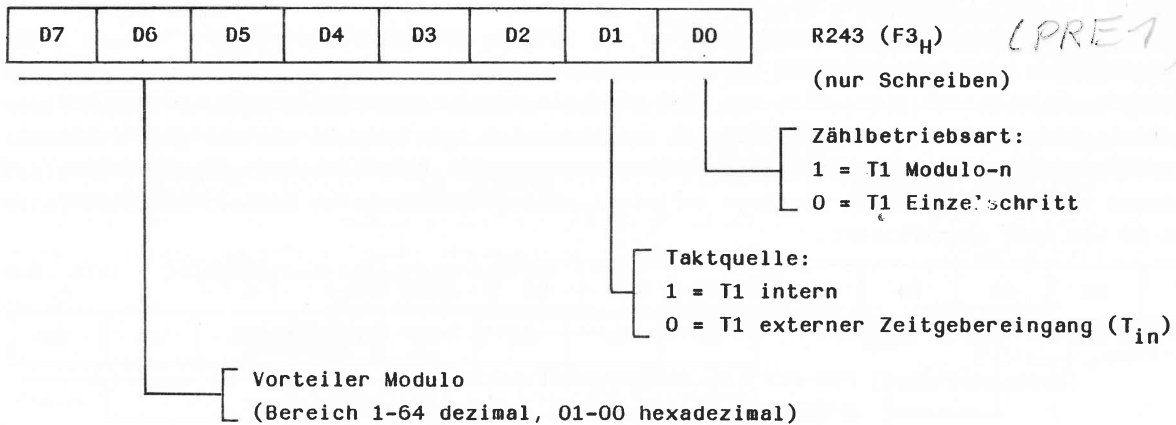 D7 D6 D5 D4 D3 D2 D1 D0 R243 (F3H) (PRE1
(nur Schreiben)
Zählbetriebsart:
1 = T1 Modulo-n
0 = T1 Einzelschritt
Taktquelle:
1 = T1 intern
0 = T1 externer Zeitgebereingang (Tin)
Vorteiler Modulo
(Bereich 1-64 dezimal, 01-00 hexadezimal)